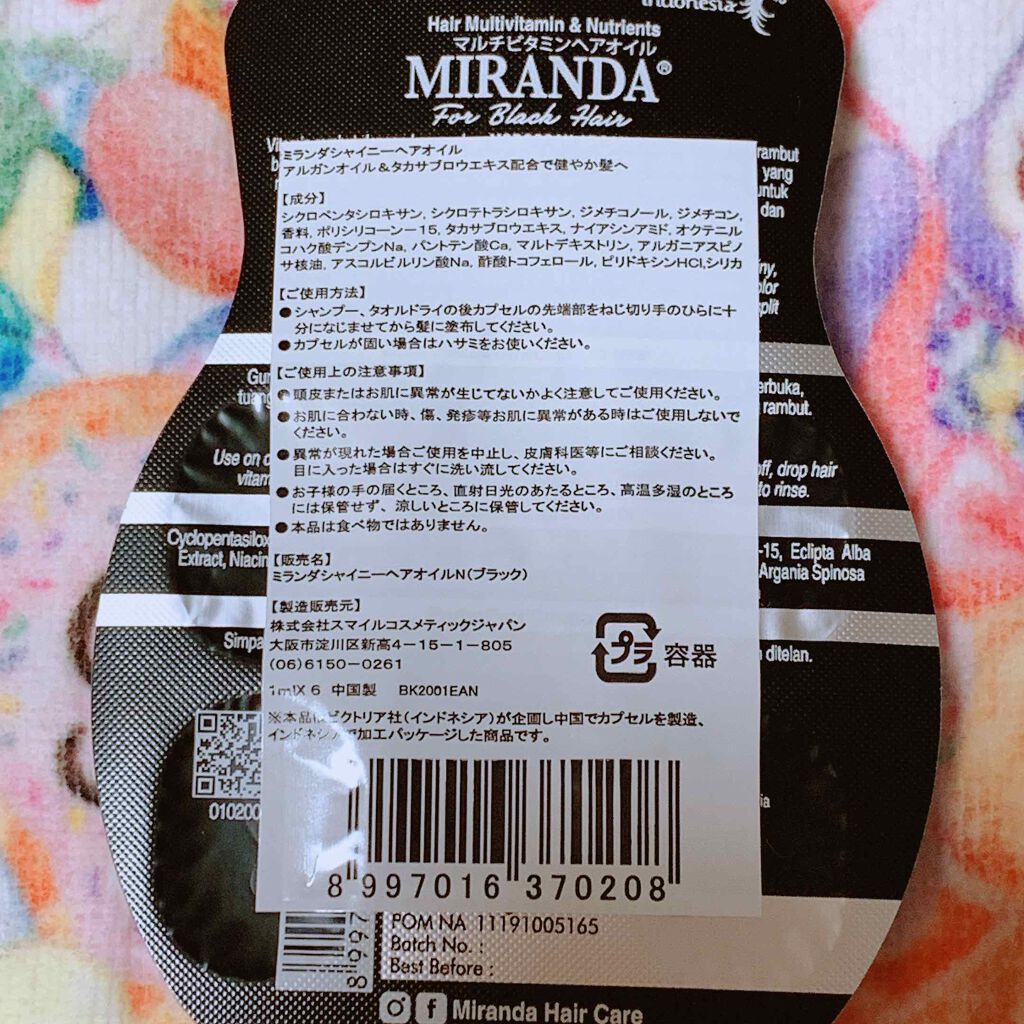 Indonesia
Hair Multivitamin & Nutrients
マルチビタミンヘアオイル
MIRANDA®
For Black Hair
ミランダシャイニーヘアオイル
アルガンオイル＆タカサブロウエキス配合で健やか髪へ
rambut
yang
untuk
dan
【成分】
シクロペンタシロキサン, シクロテトラシロキサン, ジメチコノール, ジメチコン,
香料, ポリシリコーン－15, タカサブロウエキス, ナイアシンアミド, オクテニル
コハク酸デンプンNa, パントテン酸Ca, マルトデキストリン, アルガニアスピノ
サ核油, アスコルビルリン酸Na, 酢酸トコフェロール, ピリドキシンHCl,シリカ
【ご使用方法】
●シャンプー、タオルドライの後カプセルの先端部をねじ切り手のひらに十
分になじませてから髪に塗布してください。
●カプセルが固い場合はハサミをお使いください。
split
【ご使用上の注意事項】
●頭皮またはお肌に異常が生じてないかよく注意してご使用ください。
●お肌に合わない時、傷、発疹等お肌に異常がある時はご使用しないで
ください。
●異常が現れた場合ご使用を中止し、皮膚科医等にご相談ください。
目に入った場合はすぐに洗い流してください。
●お子様の手の届くところ、直射日光のあたるところ、高温多湿のところ
には保管せず、涼しいところに保管してください。
●本品は食べ物ではありません。
rambut.
Use on
off, drop hair
to rinse.
【販売名】
ミランダシャイニーヘアオイルN（ブラック）
Extract, Niacin
-15, Eclipta Alba
Argania Spinosa
【製造販売元】
株式会社スマイルコスメティックジャパン
大阪市淀川区新高4－15－1－805
(06)6150－0261
プラ 容器
ditelan.
1mlX 6 中国製 BK2001EAN
※本品はビクトリア社（インドネシア）が企画し中国でカプセルを製造、
インドネシアで加工パッケージした商品です。
010200
8 997016 370208
POM NA 11191005165
Batch No. :
Best Before :
Miranda Hair Care